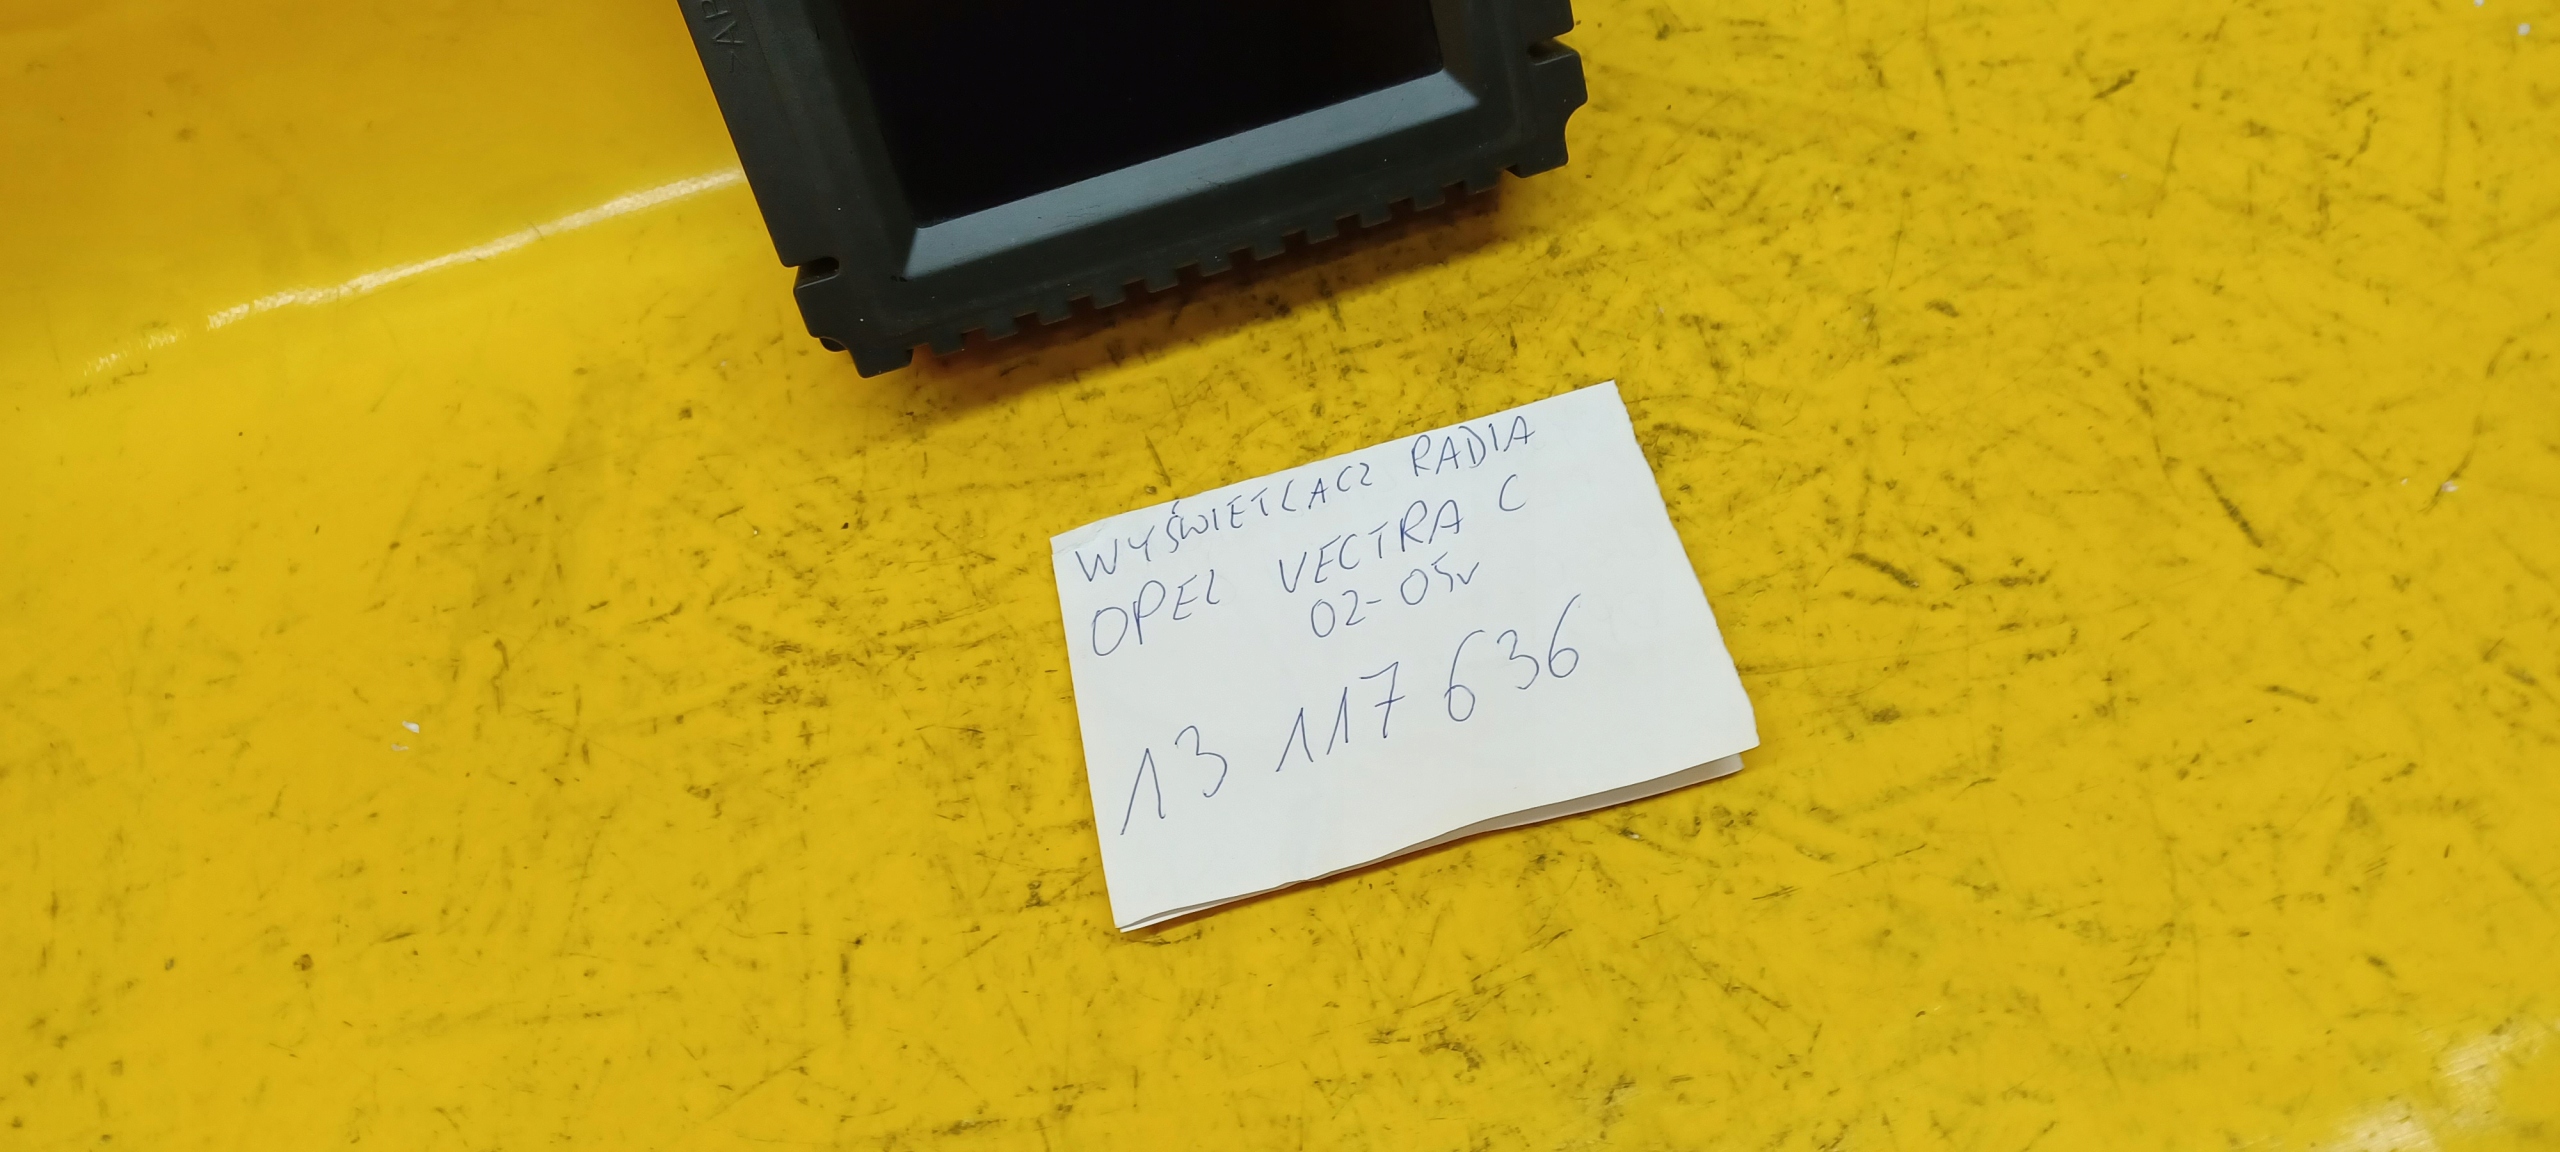 WYŚWIETLACZ RADIA
OPEL VECTRA C
02-05r
13 117 636